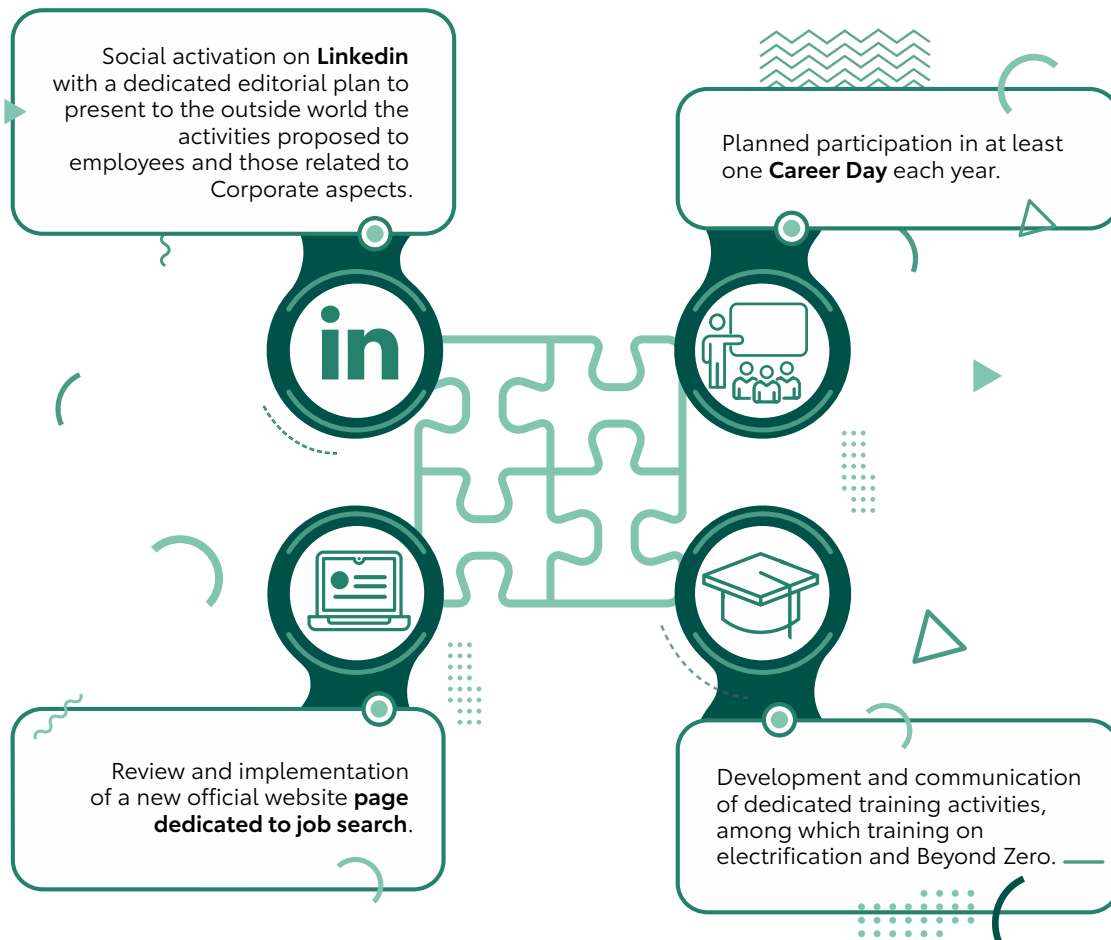 Social activation on Linkedin
with a dedicated editorial plan to
present to the outside world the
activities proposed to
employees and those related to
Corporate aspects.
Planned participation in at least
one Career Day each year.
in
Review and implementation
of a new official website page
dedicated to job search.
Development and communication
of dedicated training activities,
among which training on
electrification and Beyond Zero.